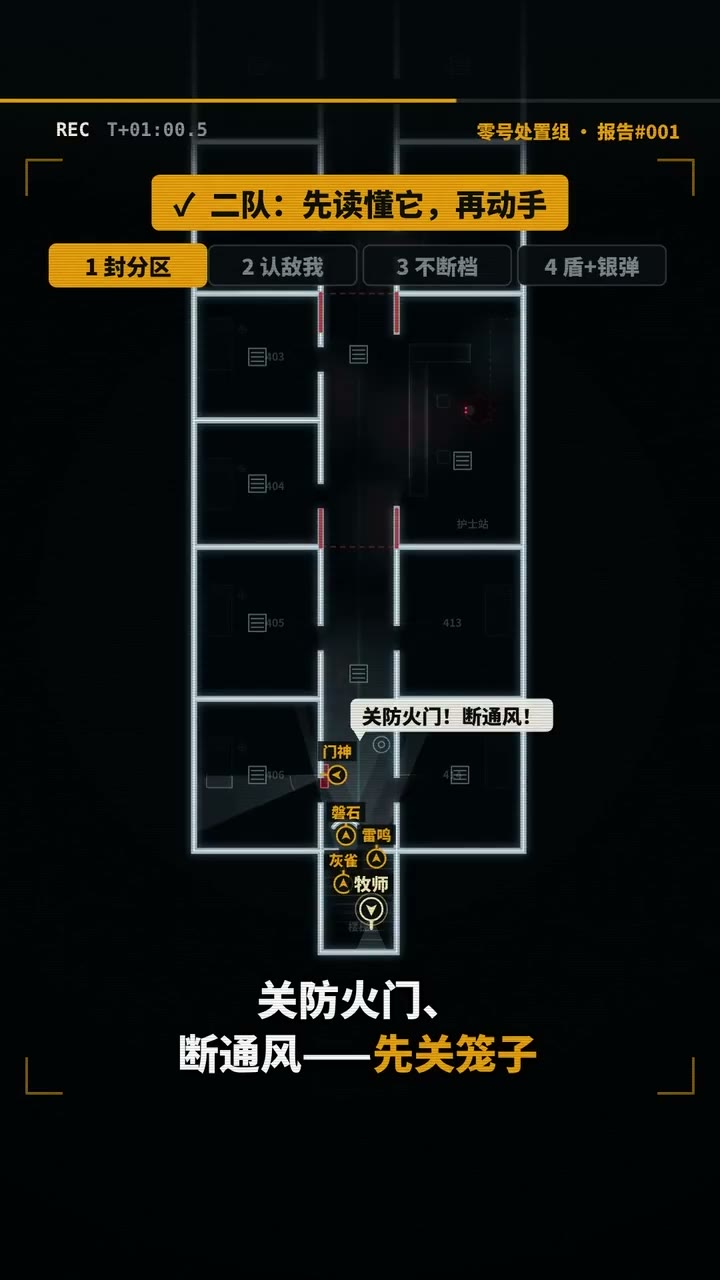 REC T+01:00.5
零号处置组 · 报告#001
✓ 二队：先读懂它，再动手
1 封分区
2 认敌我
3 不断档
4 盾+银弹
403
404
护士站
405
413
关防火门！断通风！
门神
406
磐石
雷鸣
灰雀
牧师
关防火门、
断通风——先关笼子